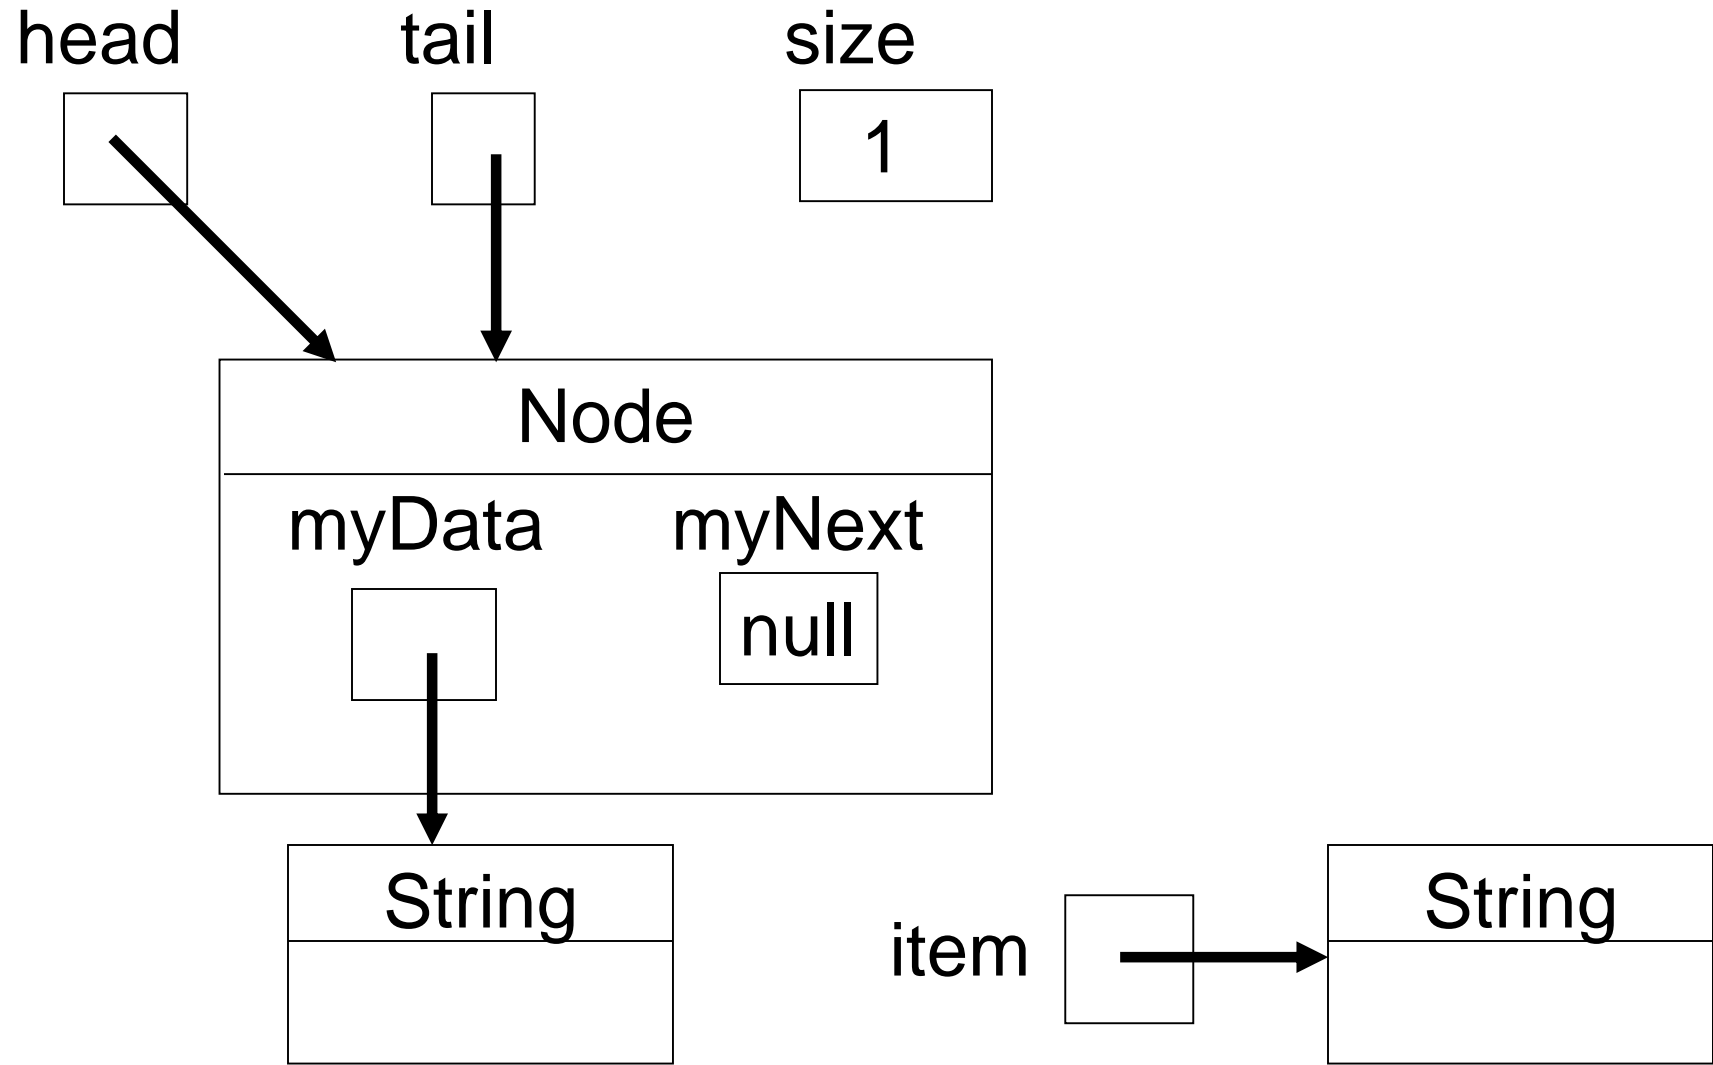 head tail size
1
Node
myData myNext
null
String String
item